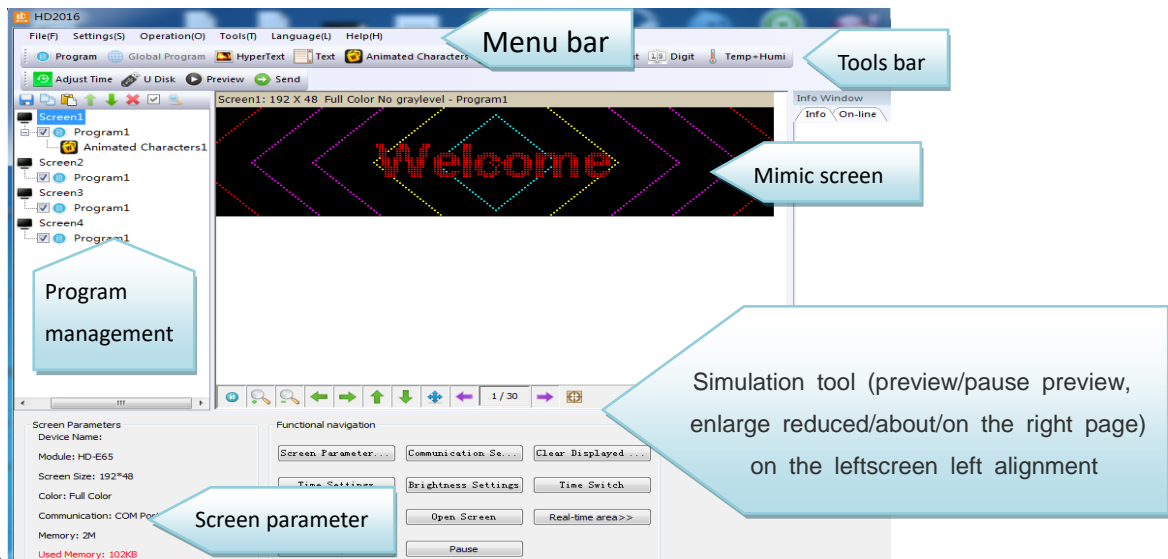 HD2016
File(F) Settings(S) Operation(O) Tools(T) Language(L) Help(H)
Menu bar
Program Global Program HyperText Text Animated Characters Digit Temp+Humi
Tools bar
Adjust Time U Disk Preview Send
Screen1: 192 X 48 Full Color No graylevel - Program1
Info Window
Info On-line
Screen1
Program1
Animated Characters1
Screen2
Program1
Screen3
Program1
Screen4
Program1
Welcome
Mimic screen
Program
management
1 / 30
Simulation tool (preview/pause preview,
enlarge reduced/about/on the right page)
on the leftscreen left alignment
Screen Parameters
Device Name:
Module: HD-E65
Screen Size: 192*48
Color: Full Color
Communication: COM
Memory: 2M
Used Memory: 102KB
Screen parameter
Functional navigation
Screen Parameter... Communication Se... Clear Displayed ...
Time Settings Brightness Settings Time Switch
Open Screen Real-time area>>
Pause